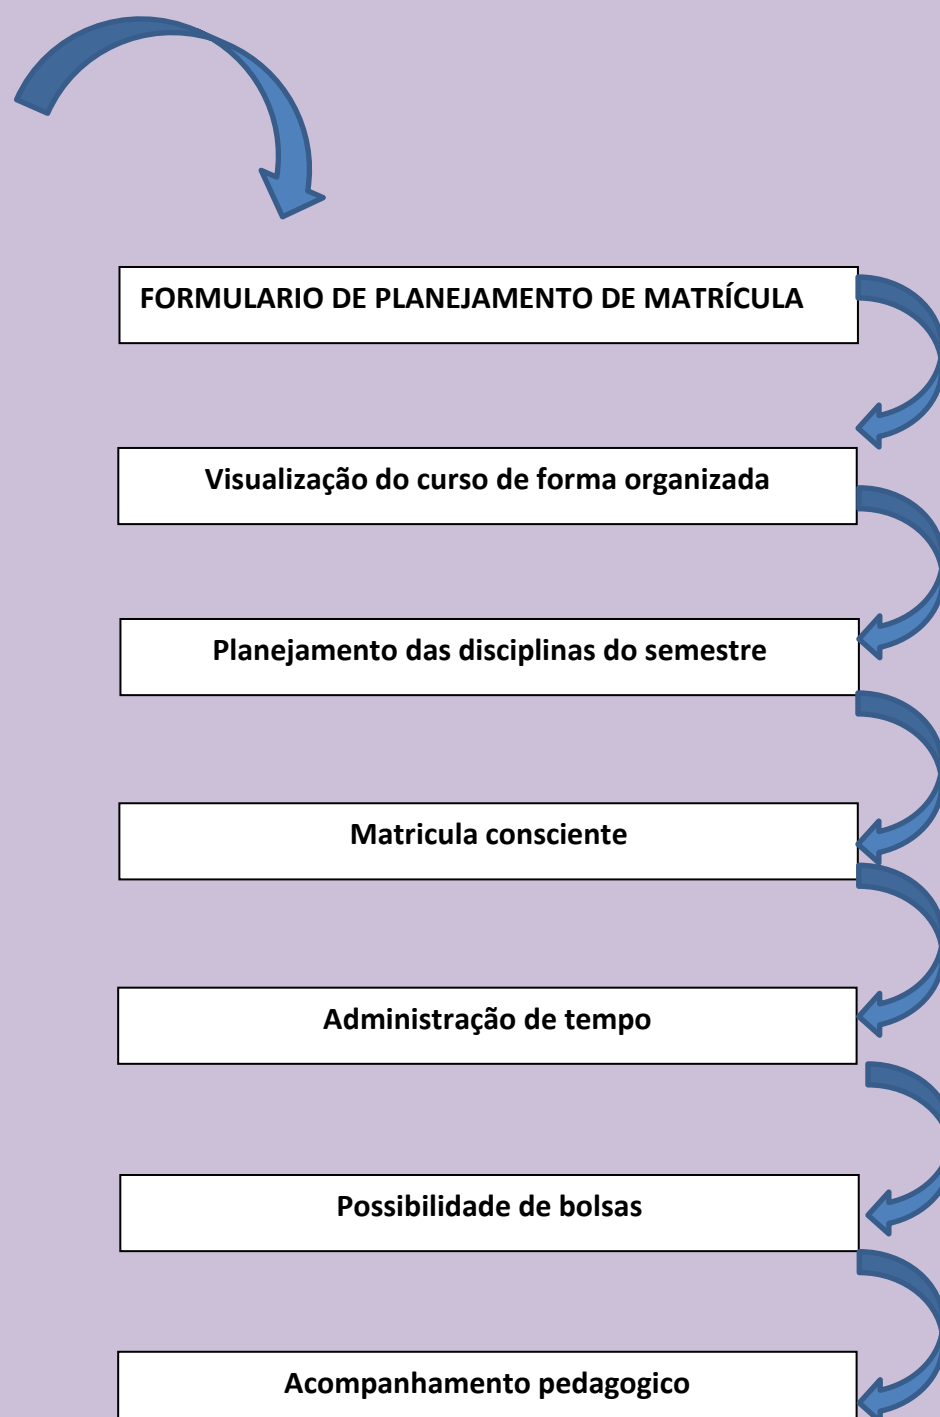 FORMULARIO DE PLANEJAMENTO DE MATRÍCULA
Visualização do curso de forma organizada
Planejamento das disciplinas do semestre
Matricula consciente
Administração de tempo
Possibilidade de bolsas
Acompanhamento pedagogico